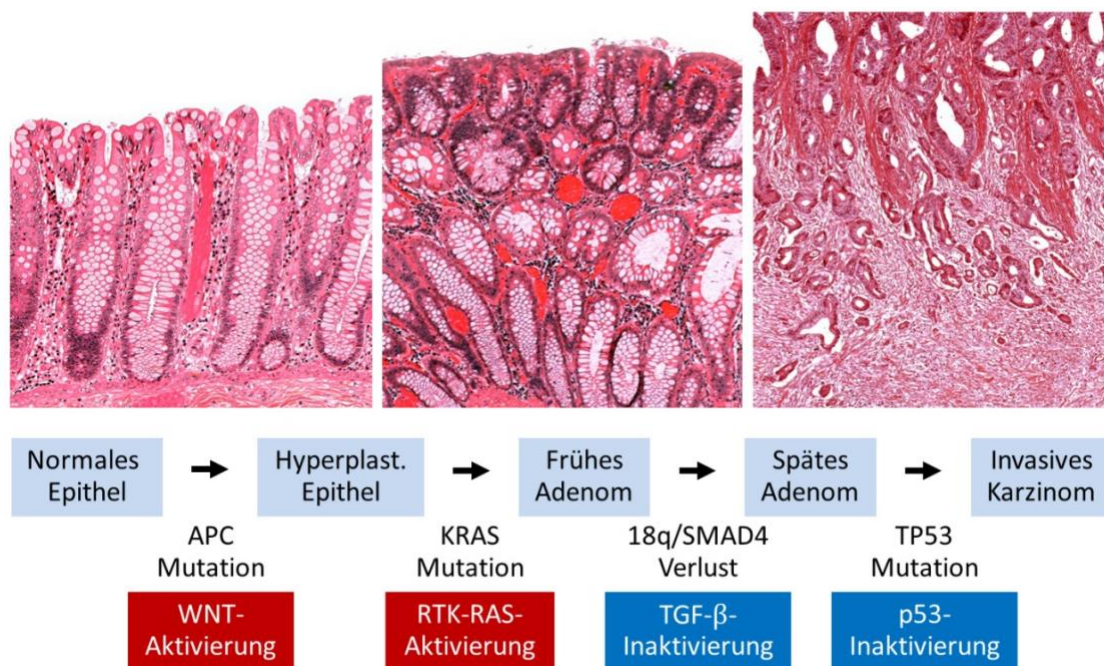 Normales
Epithel
Hyperplast.
Epithel
Frühes
Adenom
Spätes
Adenom
Invasives
Karzinom
APC
Mutation
KRAS
Mutation
18q/SMAD4
Verlust
TP53
Mutation
WNT-
Aktivierung
RTK-RAS-
Aktivierung
TGF-β-
Inaktivierung
p53-
Inaktivierung